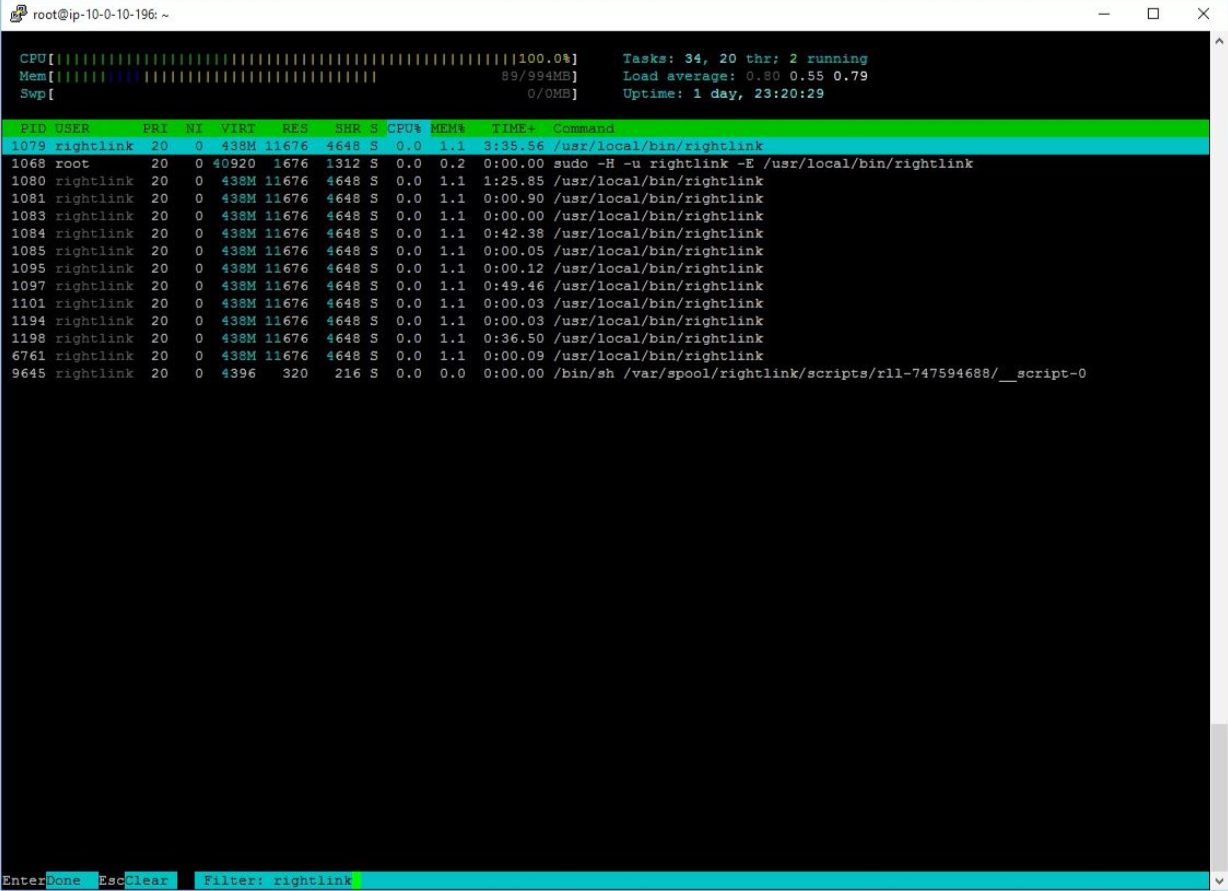 root@ip-10-0-10-196: ~
CPU[||||||||||||||||||||||||||||||||||||||||||||||||||||||100.0%] Tasks: 34, 20 thr; 2 running
Mem[||||||||||||||||||||||||||||||||||||| 89/994MB] Load average: 0.80 0.55 0.79
Swp[ 0/0MB] Uptime: 1 day, 23:20:29
PID USER PRI NI VIRT RES SHR S CPU% MEM% TIME+ Command
1079 rightlink 20 0 438M 11676 4648 S 0.0 1.1 3:35.56 /usr/local/bin/rightlink
1068 root 20 0 40920 1676 1312 S 0.0 0.2 0:00.00 sudo -H -u rightlink -E /usr/local/bin/rightlink
1080 rightlink 20 0 438M 11676 4648 S 0.0 1.1 1:25.85 /usr/local/bin/rightlink
1081 rightlink 20 0 438M 11676 4648 S 0.0 1.1 0:00.90 /usr/local/bin/rightlink
1083 rightlink 20 0 438M 11676 4648 S 0.0 1.1 0:00.00 /usr/local/bin/rightlink
1084 rightlink 20 0 438M 11676 4648 S 0.0 1.1 0:42.38 /usr/local/bin/rightlink
1085 rightlink 20 0 438M 11676 4648 S 0.0 1.1 0:00.05 /usr/local/bin/rightlink
1095 rightlink 20 0 438M 11676 4648 S 0.0 1.1 0:00.12 /usr/local/bin/rightlink
1097 rightlink 20 0 438M 11676 4648 S 0.0 1.1 0:49.46 /usr/local/bin/rightlink
1101 rightlink 20 0 438M 11676 4648 S 0.0 1.1 0:00.03 /usr/local/bin/rightlink
1194 rightlink 20 0 438M 11676 4648 S 0.0 1.1 0:00.03 /usr/local/bin/rightlink
1198 rightlink 20 0 438M 11676 4648 S 0.0 1.1 0:36.50 /usr/local/bin/rightlink
6761 rightlink 20 0 438M 11676 4648 S 0.0 1.1 0:00.09 /usr/local/bin/rightlink
9645 rightlink 20 0 4396 320 216 S 0.0 0.0 0:00.00 /bin/sh /var/spool/rightlink/scripts/rll-747594688/__script-0
EnterDone EscClear Filter: rightlink